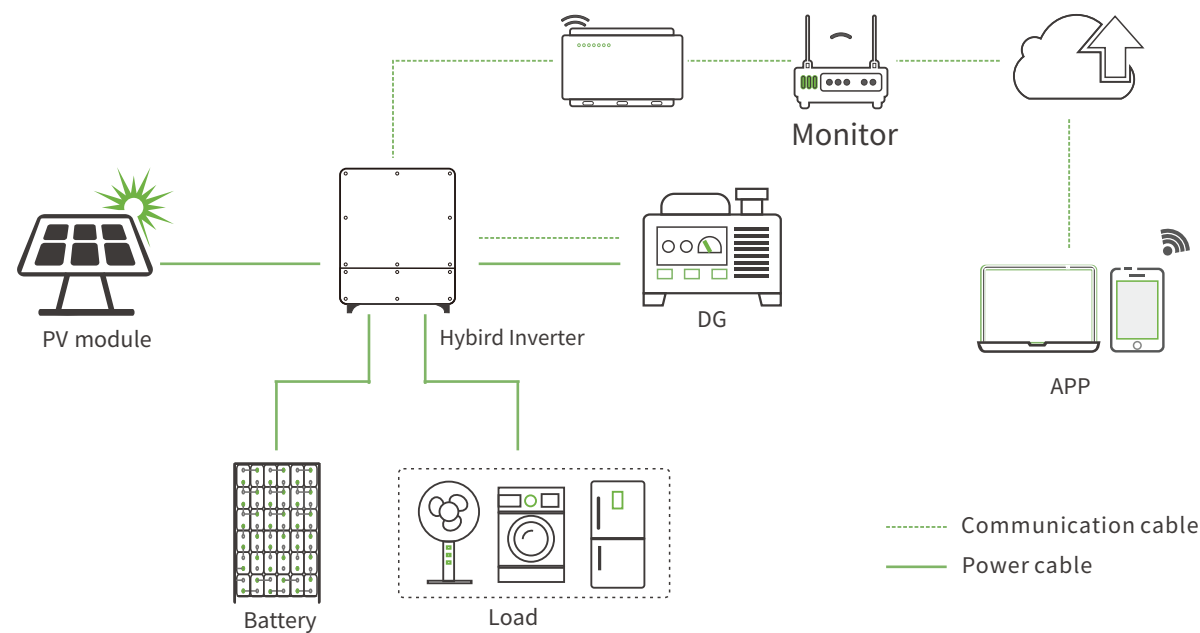 Monitor
PV module
Hybird Inverter
DG
APP
Battery
Load
Communication cable
Power cable